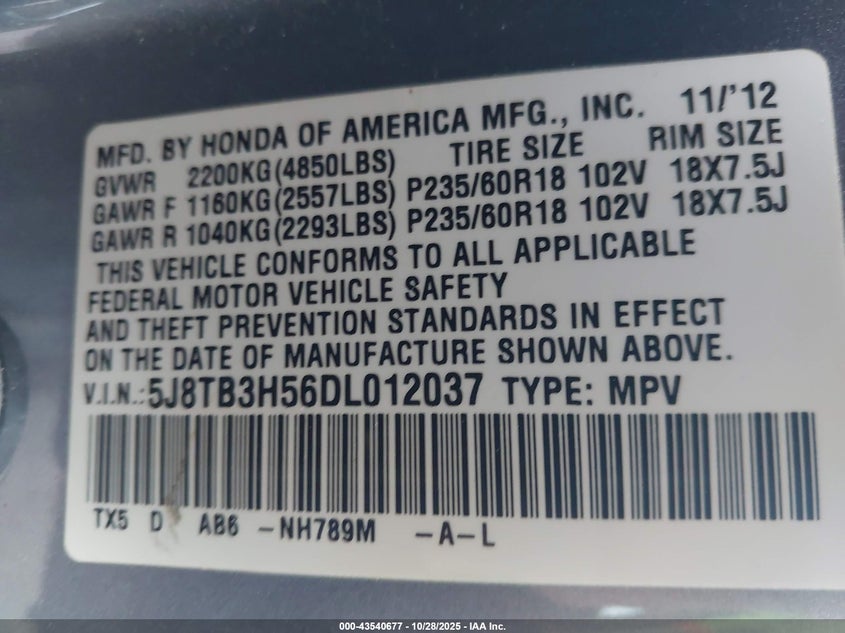 MFD. BY HONDA OF AMERICA MFG., INC. 11/'12
GVWR 2200KG(4850LBS) TIRE SIZE RIM SIZE
GAWR F 1160KG(2557LBS) P235/60R18 102V 18X7.5J
GAWR R 1040KG(2293LBS) P235/60R18 102V 18X7.5J
THIS VEHICLE CONFORMS TO ALL APPLICABLE
FEDERAL MOTOR VEHICLE SAFETY
AND THEFT PREVENTION STANDARDS IN EFFECT
ON THE DATE OF MANUFACTURE SHOWN ABOVE.
V.I.N.:5J8TB3H56DL012037 TYPE: MPV
TX5 D AB6 -NH789M -A-L
000-43540677 - 10/28/2025 - IAA Inc.